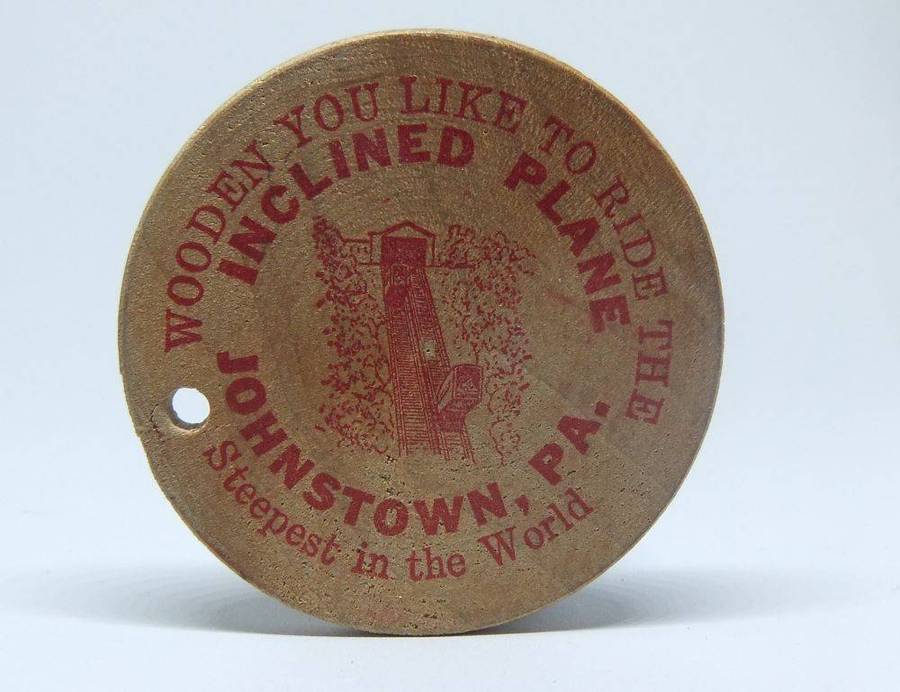 WOODEN YOU LIKE TO RIDE THE
INCLINED PLANE
JOHNSTOWN, PA.
Steepest in the World